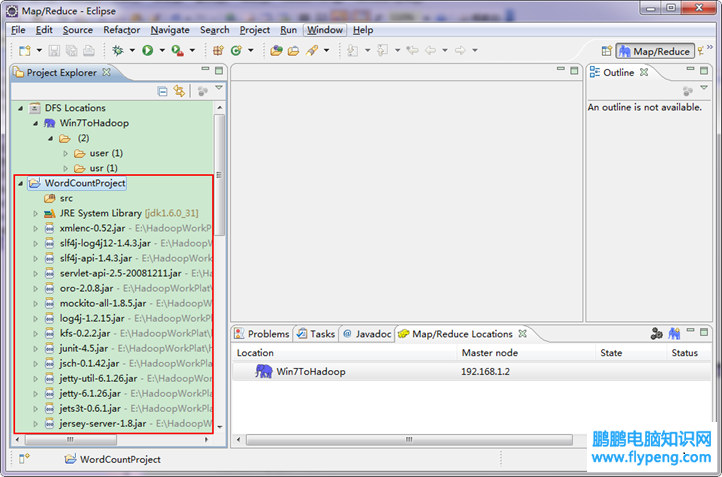 Map/Reduce - Eclipse
File Edit Source Refactor Navigate Search Project Run Window Help
Map/Reduce
Project Explorer
DFS Locations
Win7ToHadoop
(2)
user (1)
usr (1)
WordCountProject
src
JRE System Library [jdk1.6.0_31]
xmlenc-0.52.jar - E:\HadoopWorkPlat
slf4j-log4j12-1.4.3.jar - E:\Hadoop
slf4j-api-1.4.3.jar - E:\HadoopWork
servlet-api-2.5-20081211.jar - E:\
oro-2.0.8.jar - E:\HadoopWorkPlat\
mockito-all-1.8.5.jar - E:\HadoopW
log4j-1.2.15.jar - E:\HadoopWorkPl
kfs-0.2.2.jar - E:\HadoopWorkPlat\
junit-4.5.jar - E:\HadoopWorkPlat\
jsch-0.1.42.jar - E:\HadoopWorkPla
jetty-util-6.1.26.jar - E:\HadoopW
jetty-6.1.26.jar - E:\HadoopWorkPl
jets3t-0.6.1.jar - E:\HadoopWorkPl
jersey-server-1.8.jar - E:\Hadoop
Outline
An outline is not available.
Problems Tasks @ Javadoc Map/Reduce Locations
Location Master node State Status
Win7ToHadoop 192.168.1.2
WordCountProject
鹏鹏电脑知识网
www.flypeng.com